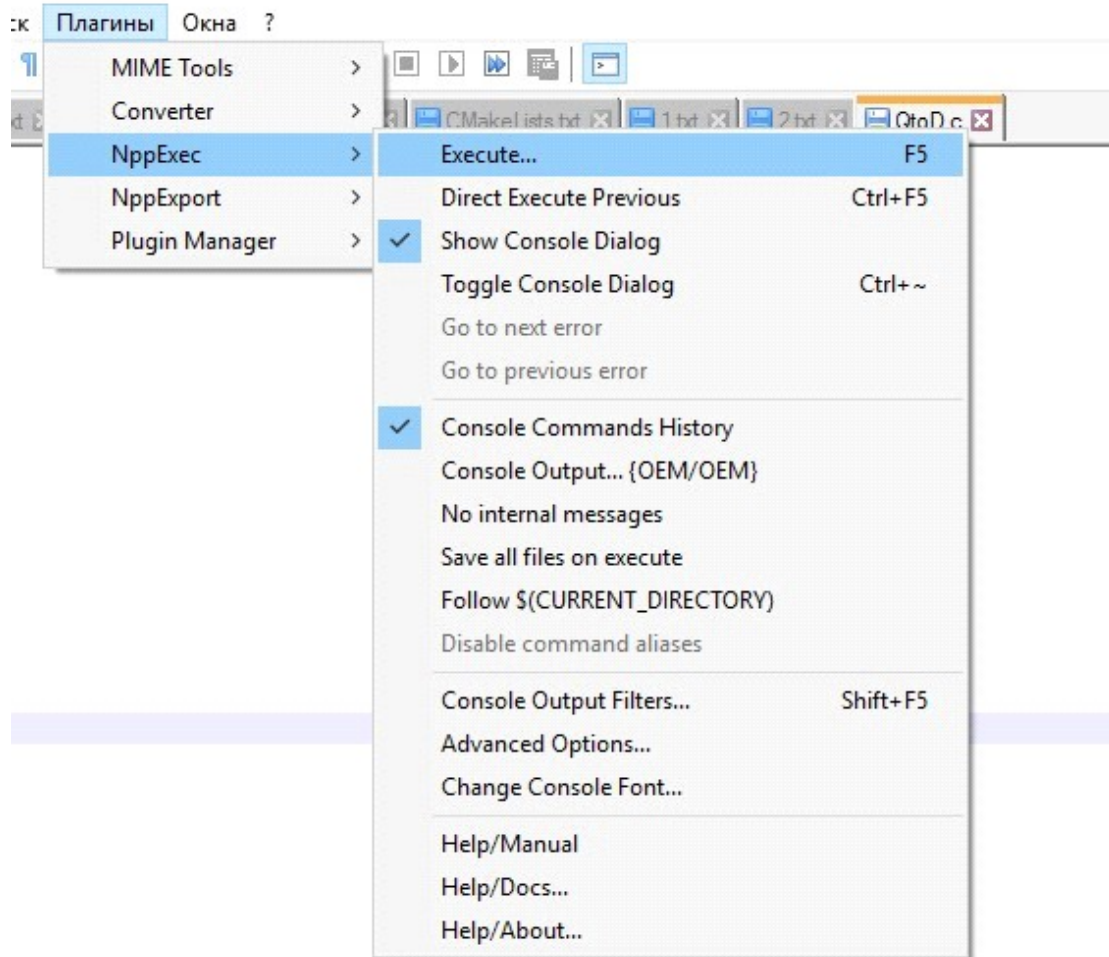 ск Плагины Окна ?
MIME Tools
Converter
NppExec
NppExport
Plugin Manager
CMakeLists.txt 1.txt 2.txt QtoD.c
Execute... F5
Direct Execute Previous Ctrl+F5
Show Console Dialog
Toggle Console Dialog Ctrl+~
Go to next error
Go to previous error
Console Commands History
Console Output... {OEM/OEM}
No internal messages
Save all files on execute
Follow $(CURRENT_DIRECTORY)
Disable command aliases
Console Output Filters... Shift+F5
Advanced Options...
Change Console Font...
Help/Manual
Help/Docs...
Help/About...